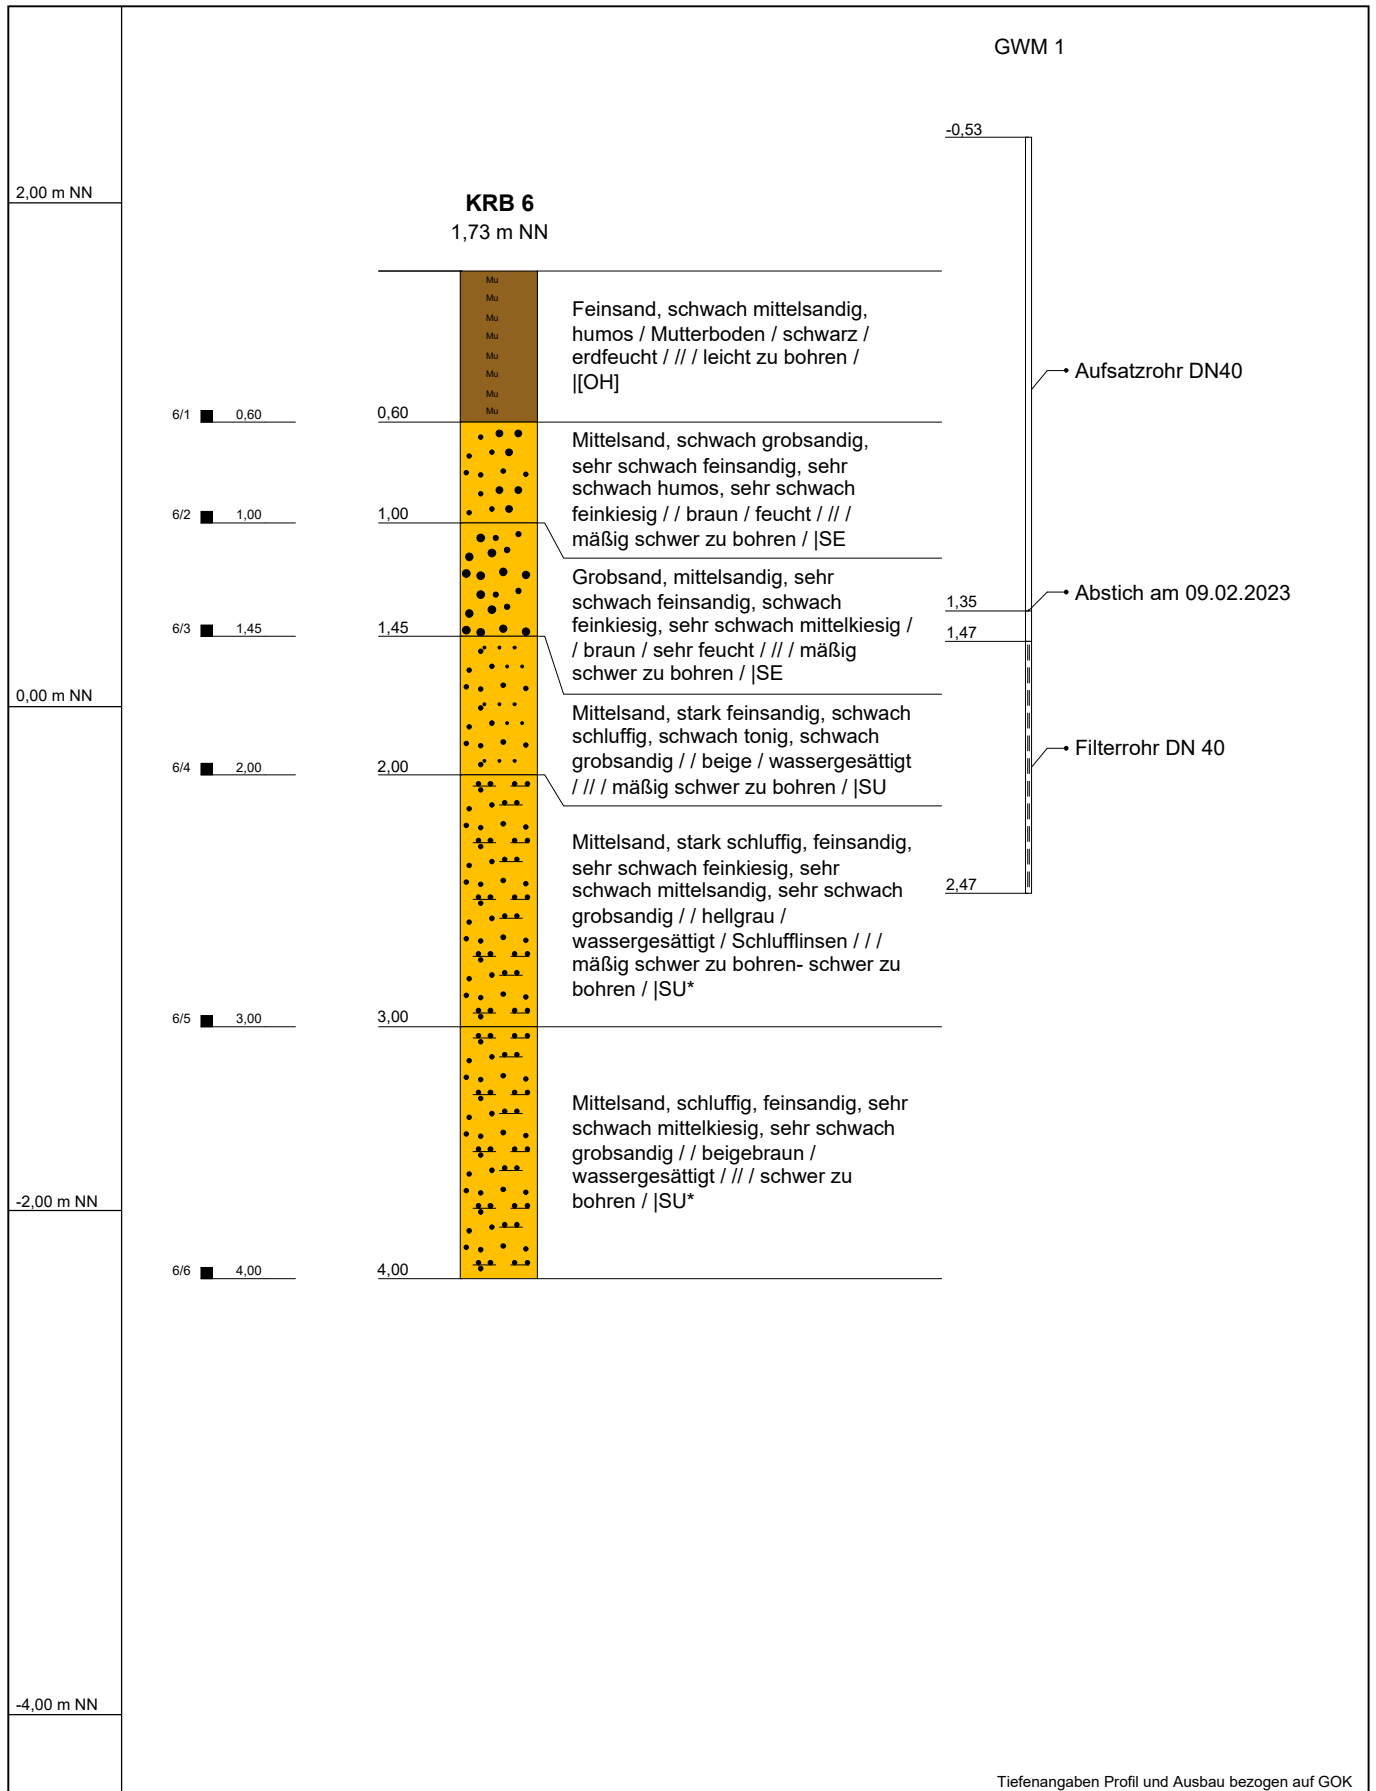 GWM 1
-0,53
2,00 m NN
KRB 6
1,73 m NN
Mu
Mu
Mu
Mu
Mu
Mu
Mu
Mu
Feinsand, schwach mittelsandig,
humos / Mutterboden / schwarz /
erdfeucht / // / leicht zu bohren /
|[OH]
Aufsatzrohr DN40
6/1 0,60
0,60
Mittelsand, schwach grobsandig,
sehr schwach feinsandig, sehr
schwach humos, sehr schwach
feinkiesig / / braun / feucht / // /
mäßig schwer zu bohren / |SE
6/2 1,00
1,00
Grobsand, mittelsandig, sehr
schwach feinsandig, schwach
feinkiesig, sehr schwach mittelkiesig /
/ braun / sehr feucht / // / mäßig
schwer zu bohren / |SE
1,35
Abstich am 09.02.2023
6/3 1,45
1,45
1,47
0,00 m NN
Mittelsand, stark feinsandig, schwach
schluffig, schwach tonig, schwach
grobsandig / / beige / wassergesättigt
/ // / mäßig schwer zu bohren / |SU
Filterrohr DN 40
6/4 2,00
2,00
Mittelsand, stark schluffig, feinsandig,
sehr schwach feinkiesig, sehr
schwach mittelsandig, sehr schwach
grobsandig / / hellgrau /
wassergesättigt / Schlufflinsen / / /
mäßig schwer zu bohren- schwer zu
bohren / |SU*
2,47
6/5 3,00
3,00
Mittelsand, schluffig, feinsandig, sehr
schwach mittelkiesig, sehr schwach
grobsandig / / beigebraun /
wassergesättigt / // / schwer zu
bohren / |SU*
-2,00 m NN
6/6 4,00
4,00
-4,00 m NN
Tiefenangaben Profil und Ausbau bezogen auf GOK